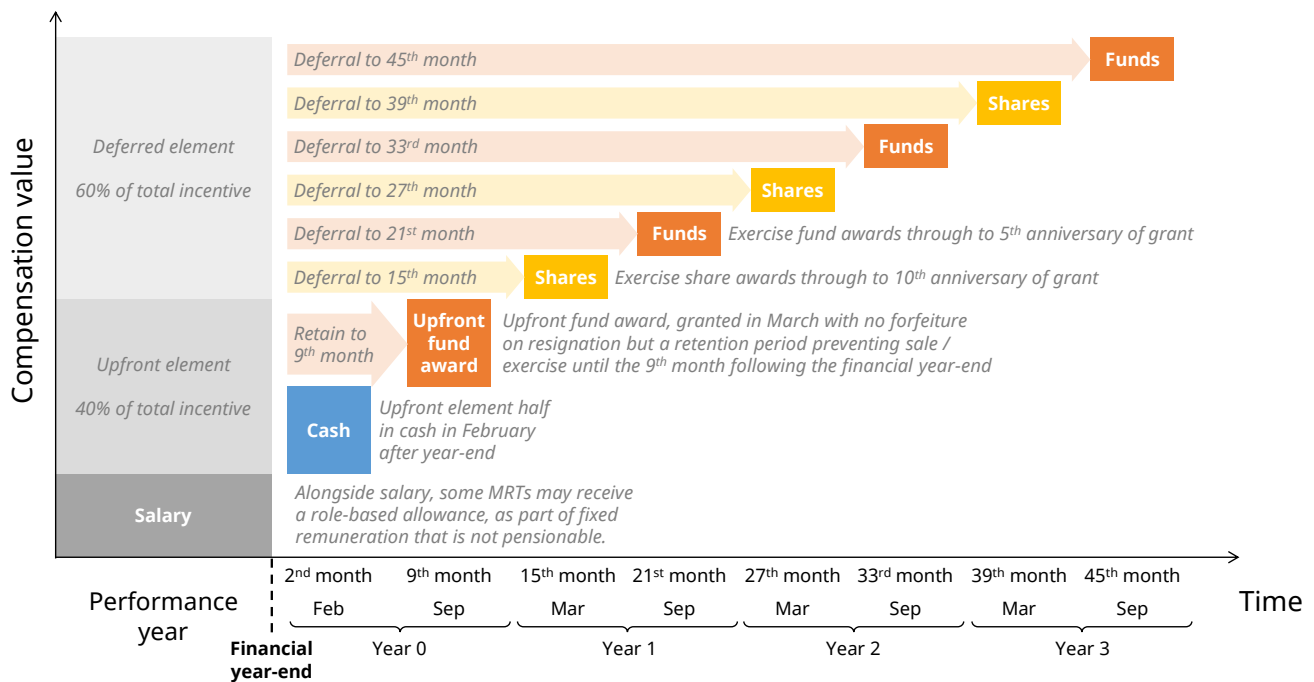 Compensation value
Deferred element
60% of total incentive
Upfront element
40% of total incentive
Salary
Deferral to 45th month
Funds
Deferral to 39th month
Shares
Deferral to 33rd month
Funds
Deferral to 27th month
Shares
Deferral to 21st month
Funds
Exercise fund awards through to 5th anniversary of grant
Deferral to 15th month
Shares
Exercise share awards through to 10th anniversary of grant
Retain to
9th month
Upfront
fund
award
Upfront fund award, granted in March with no forfeiture
on resignation but a retention period preventing sale /
exercise until the 9th month following the financial year-end
Cash
Upfront element half
in cash in February
after year-end
Alongside salary, some MRTs may receive
a role-based allowance, as part of fixed
remuneration that is not pensionable.
2nd month 9th month 15th month 21st month 27th month 33rd month 39th month 45th month
Feb Sep Mar Sep Mar Sep Mar Sep
Year 0 Year 1 Year 2 Year 3
Time
Performance
year
Financial
year-end